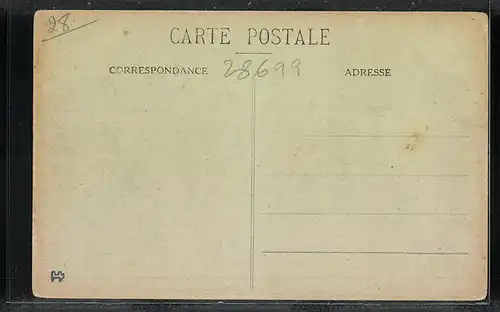 28.
CARTE POSTALE
CORRESPONDANCE
28699
ADRESSE